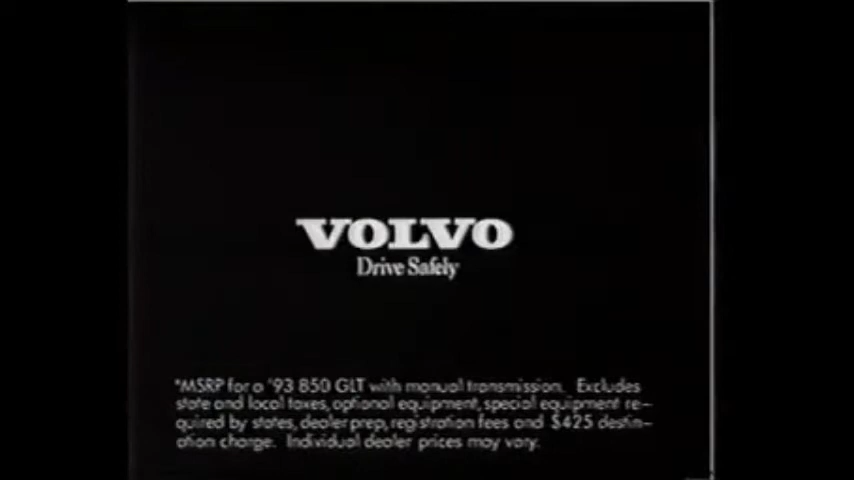 VOLVO
Drive Safely
*MSRP for a '93 850 GLT with manual transmission. Excludes
state and local taxes, optional equipment, special equipment re-
quired by states, dealer prep, registration fees and $425 destin-
ation charge. Individual dealer prices may vary.